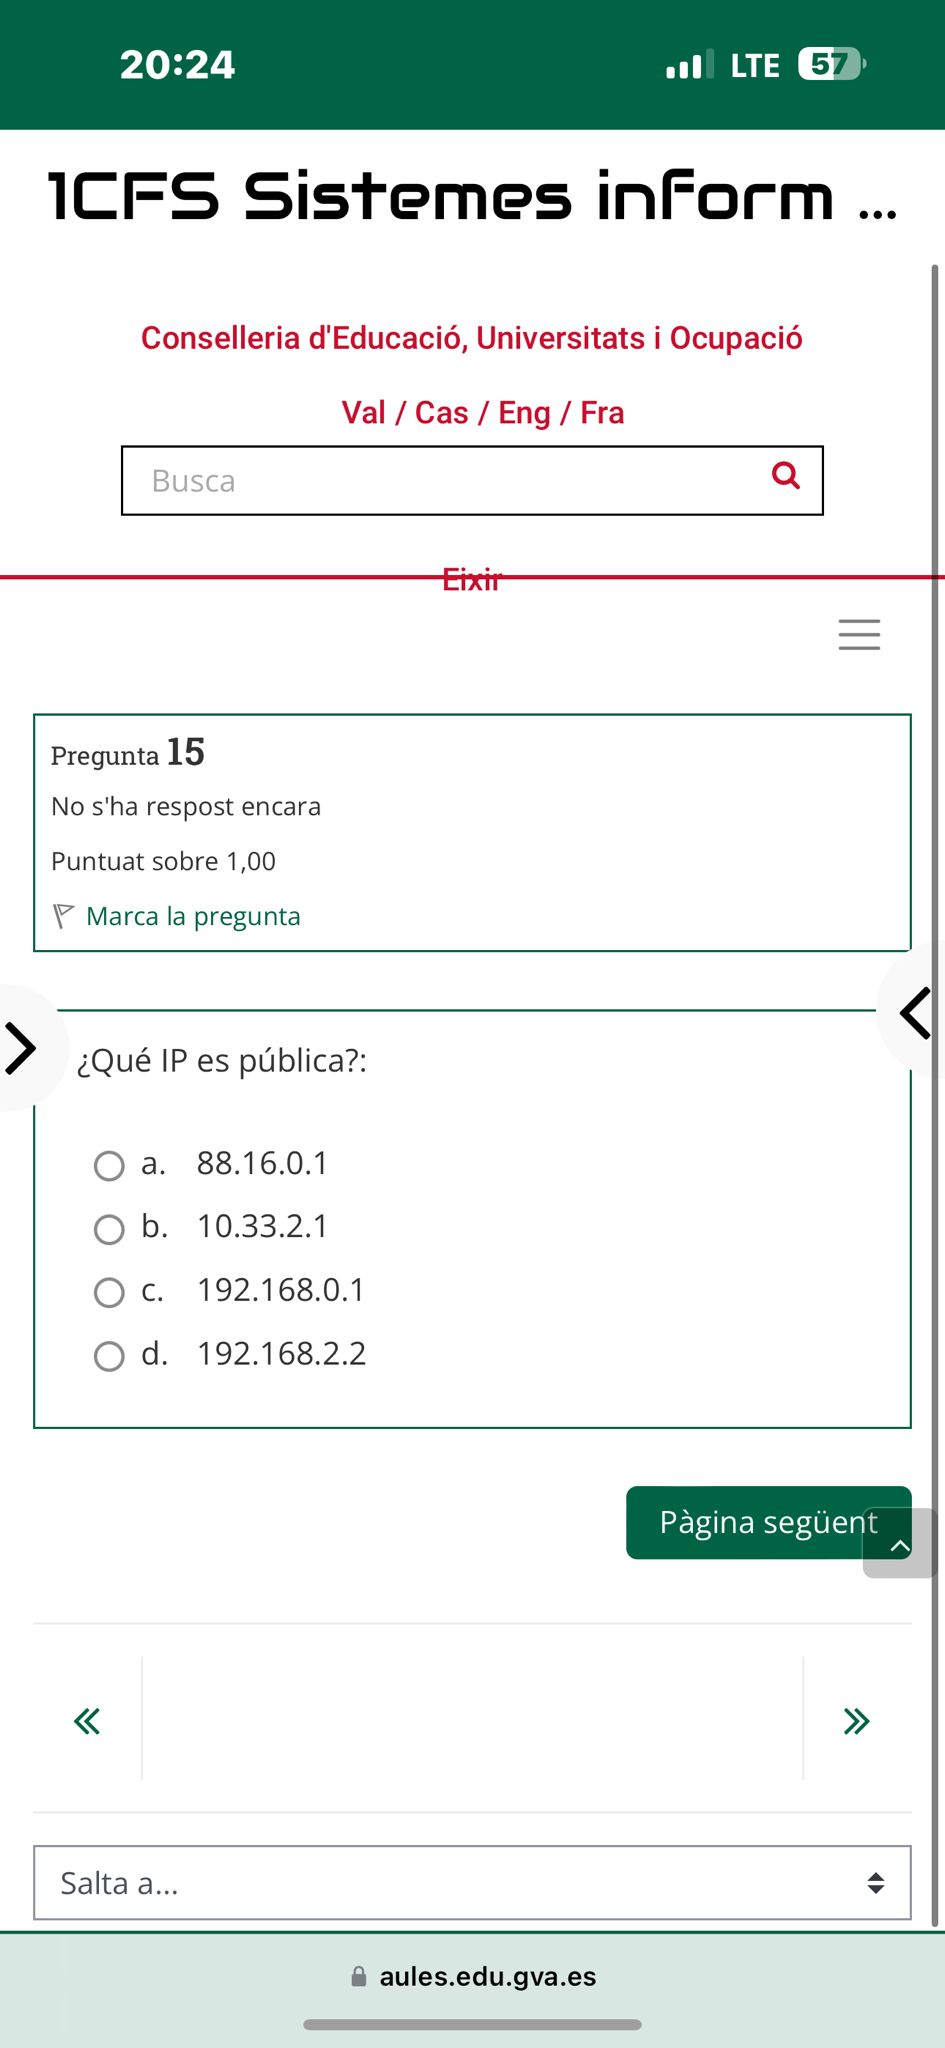 20:24
LTE
57
1CFS Sistemes inform ...
Conselleria d'Educació, Universitats i Ocupació
Val / Cas / Eng / Fra
Busca
Eixir
Pregunta 15
No s'ha respost encara
Puntuat sobre 1,00
Marca la pregunta
¿Qué IP es pública?:
a. 88.16.0.1
b. 10.33.2.1
c. 192.168.0.1
d. 192.168.2.2
Pàgina següent
Salta a...
aules.edu.gva.es